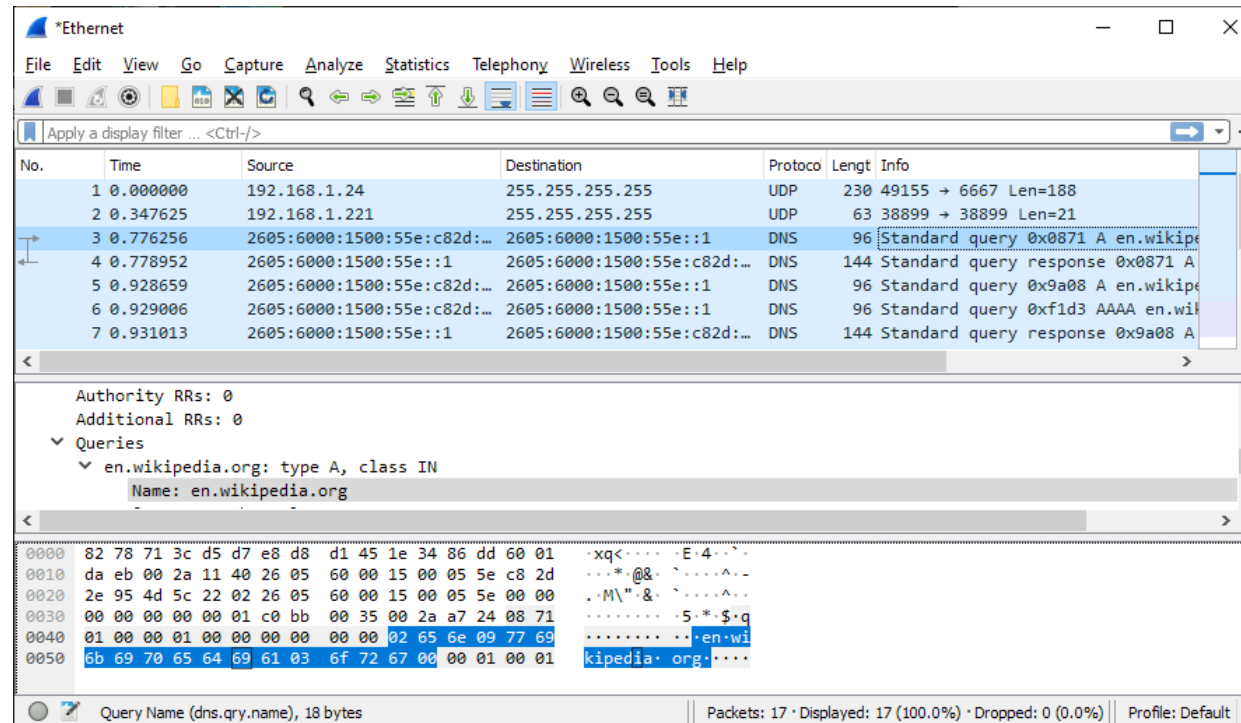 *Ethernet
File Edit View Go Capture Analyze Statistics Telephony Wireless Tools Help
Apply a display filter ... <Ctrl-/>
No. Time Source Destination Protoco Lengt Info
1 0.000000 192.168.1.24 255.255.255.255 UDP 230 49155 → 6667 Len=188
2 0.347625 192.168.1.221 255.255.255.255 UDP 63 38899 → 38899 Len=21
3 0.776256 2605:6000:1500:55e:c82d:… 2605:6000:1500:55e::1 DNS 96 Standard query 0x0871 A en.wikipe
4 0.778952 2605:6000:1500:55e::1 2605:6000:1500:55e:c82d:… DNS 144 Standard query response 0x0871 A
5 0.928659 2605:6000:1500:55e:c82d:… 2605:6000:1500:55e::1 DNS 96 Standard query 0x9a08 A en.wikipe
6 0.929006 2605:6000:1500:55e:c82d:… 2605:6000:1500:55e::1 DNS 96 Standard query 0xf1d3 AAAA en.wik
7 0.931013 2605:6000:1500:55e::1 2605:6000:1500:55e:c82d:… DNS 144 Standard query response 0x9a08 A
Authority RRs: 0
Additional RRs: 0
Queries
en.wikipedia.org: type A, class IN
Name: en.wikipedia.org
0000 82 78 71 3c d5 d7 e8 d8 d1 45 1e 34 86 dd 60 01 ·xq<···· ·E·4··`·
0010 da eb 00 2a 11 40 26 05 60 00 15 00 05 5e c8 2d ···*·@&· `····^·-
0020 2e 95 4d 5c 22 02 26 05 60 00 15 00 05 5e 00 00 .·M\"·&· `····^··
0030 00 00 00 00 00 01 c0 bb 00 35 00 2a a7 24 08 71 ········ ·5·*·$·q
0040 01 00 00 01 00 00 00 00 00 00 02 65 6e 09 77 69 ········ ···en·wi
0050 6b 69 70 65 64 69 61 03 6f 72 67 00 00 01 00 01 kipedia· org·····
Query Name (dns.qry.name), 18 bytes
Packets: 17 · Displayed: 17 (100.0%) · Dropped: 0 (0.0%)
Profile: Default